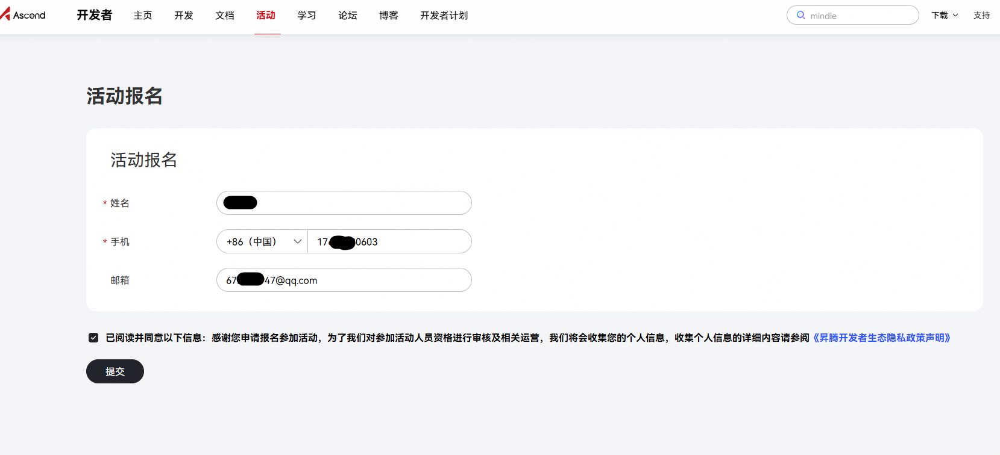 Ascend 开发者 主页 开发 文档 活动 学习 论坛 博客 开发者计划 mindie 下载 支持
活动报名
活动报名
* 姓名
* 手机 +86（中国） 17 0603
邮箱 67 47@qq.com
已阅读并同意以下信息：感谢您申请报名参加活动，为了我们对参加活动人员资格进行审核及相关运营，我们将会收集您的个人信息，收集个人信息的详细内容请参阅《昇腾开发者生态隐私政策声明》
提交